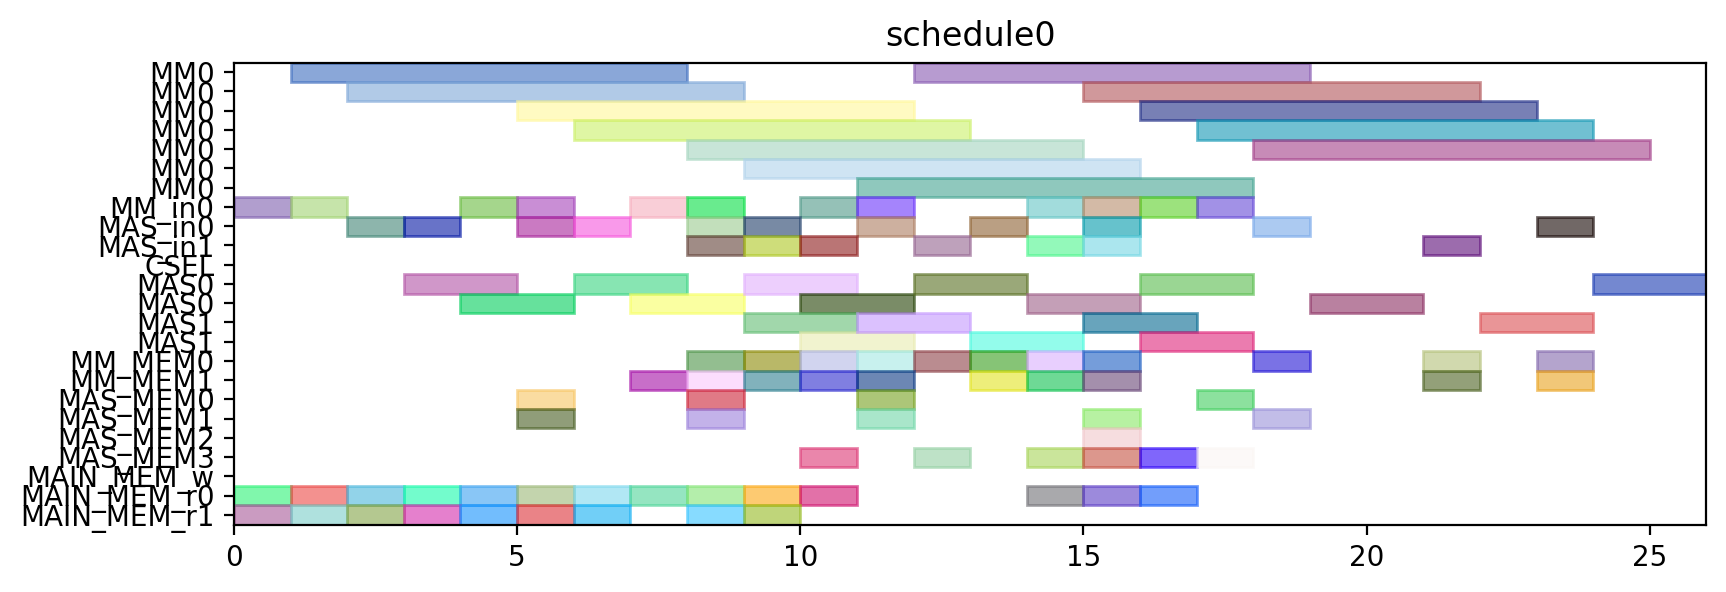 schedule0
MM0
MM0
MM0
MM0
MM0
MM0
MM0
MM_in0
MAS_in0
MAS_in1
CSEL
MAS0
MAS0
MAS1
MAS1
MM_MEM0
MM_MEM1
MAS_MEM0
MAS_MEM1
MAS_MEM2
MAS_MEM3
MAIN_MEM_w
MAIN_MEM_r0
MAIN_MEM_r1
0 5 10 15 20 25